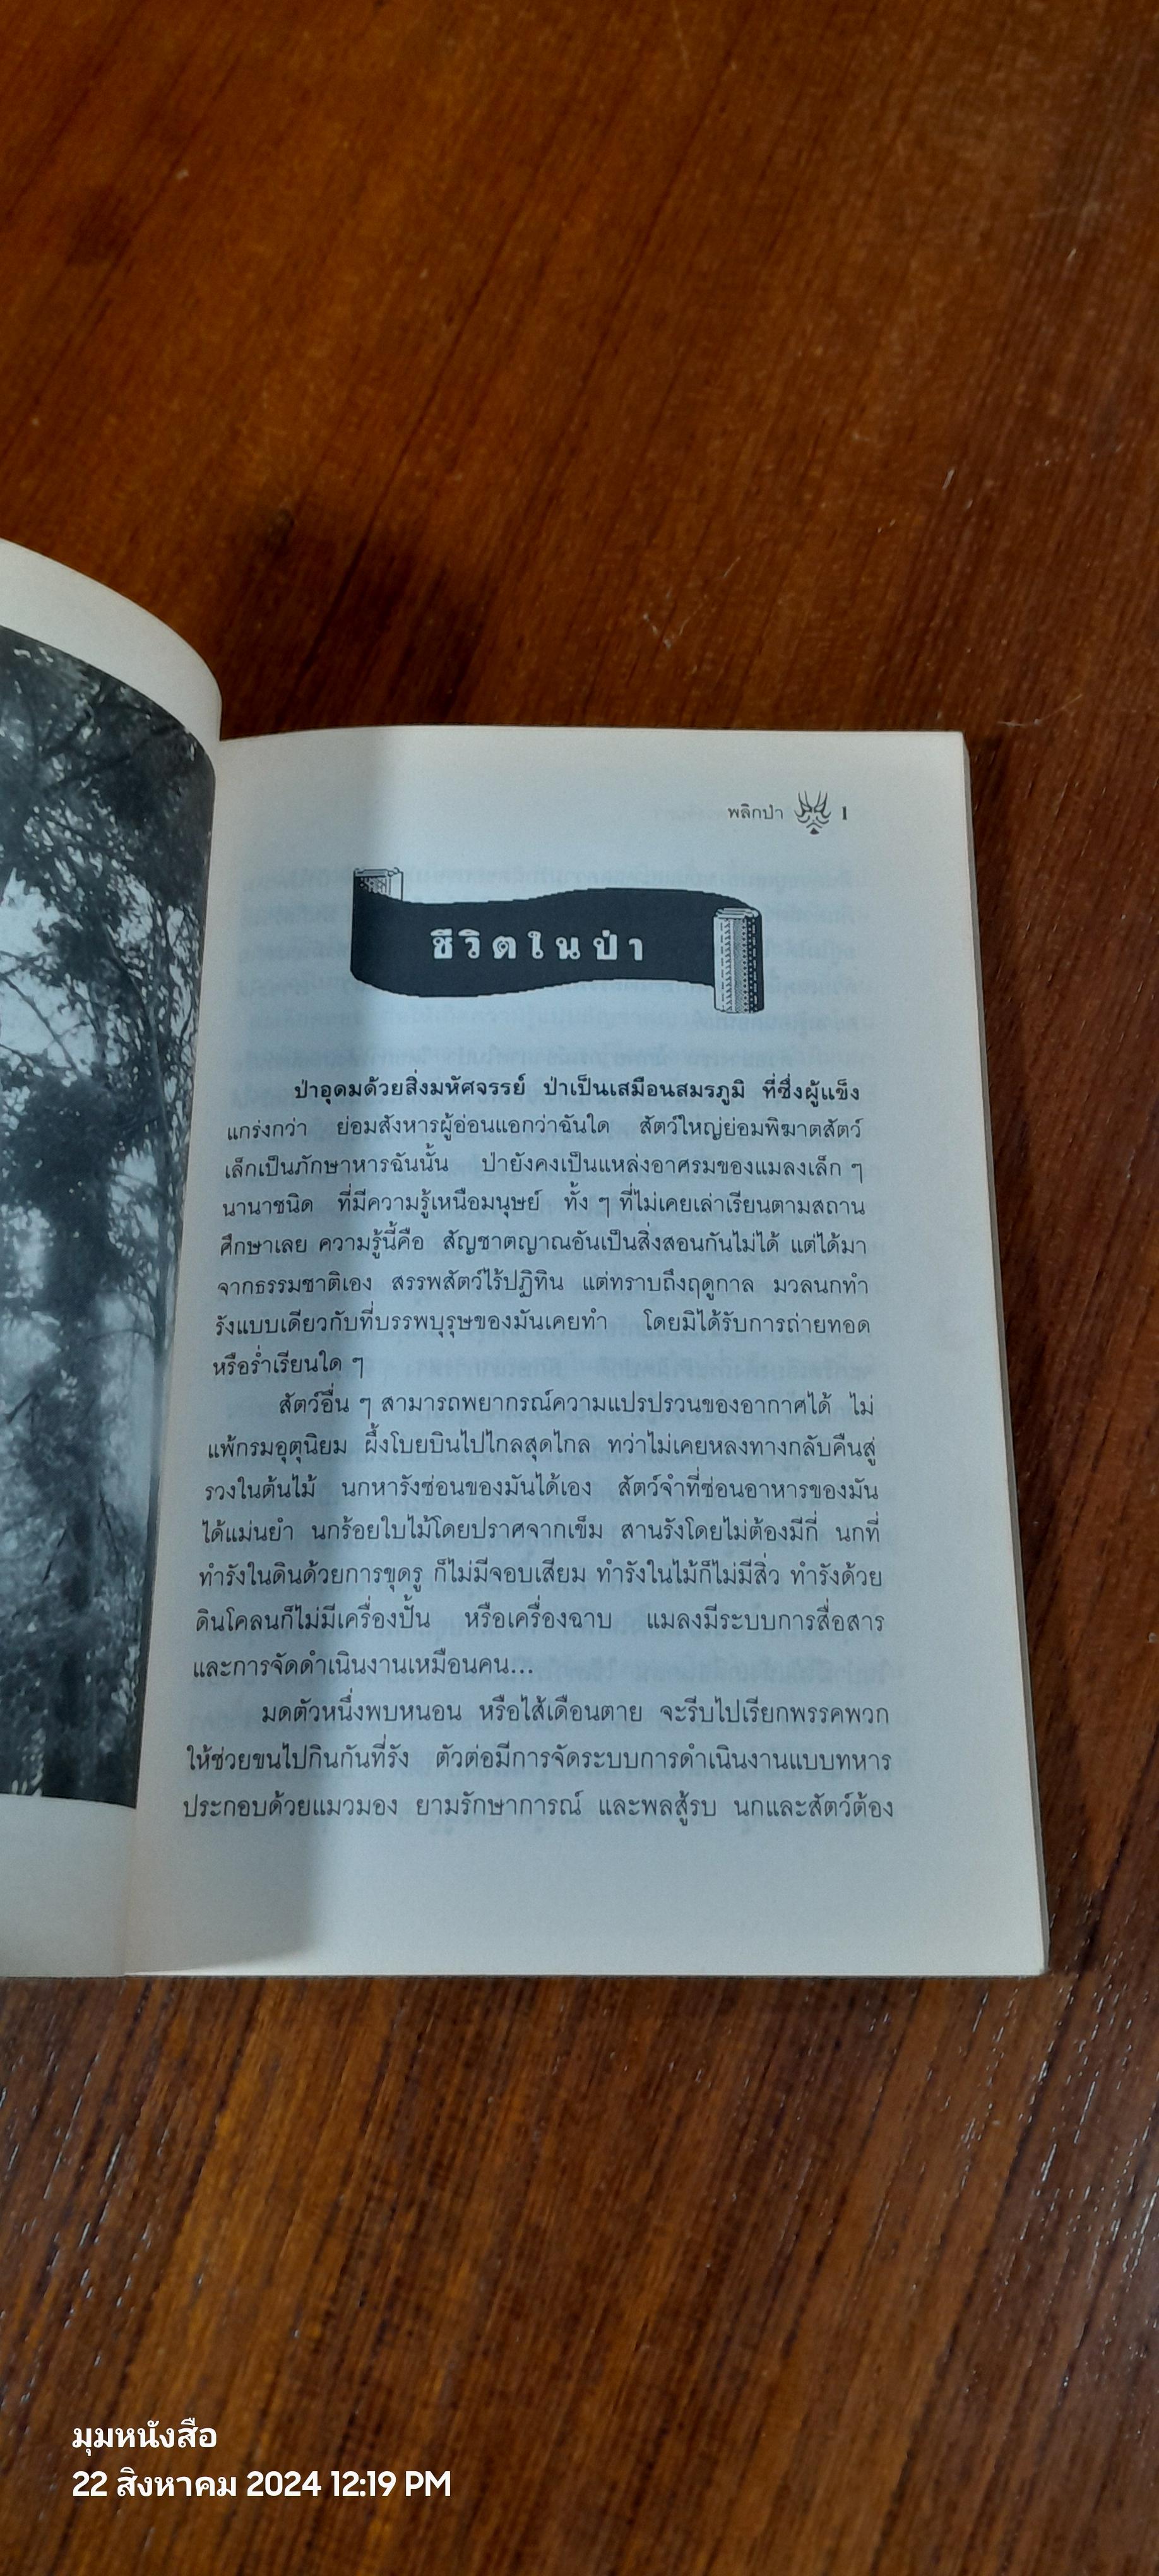 พลิกป่า 1
ชีวิตในป่า
ป่าอุดมด้วยสิ่งมหัศจรรย์ ป่าเป็นเสมือนสมรภูมิ ที่ซึ่งผู้แข็ง
แกร่งกว่า ย่อมสังหารผู้อ่อนแอกว่าฉันใด สัตว์ใหญ่ย่อมพิฆาตสัตว์
เล็กเป็นภักษาหารฉันนั้น ป่ายังคงเป็นแหล่งอาศรมของแมลงเล็ก ๆ
นานาชนิด ที่มีความรู้เหนือมนุษย์ ทั้ง ๆ ที่ไม่เคยเล่าเรียนตามสถาน
ศึกษาเลย ความรู้นี้คือ สัญชาตญาณอันเป็นสิ่งสอนกันไม่ได้ แต่ได้มา
จากธรรมชาติเอง สรรพสัตว์ไร้ปฏิทิน แต่ทราบถึงฤดูกาล มวลนกทำ
รังแบบเดียวกับที่บรรพบุรุษของมันเคยทำ โดยมิได้รับการถ่ายทอด
หรือร่ำเรียนใด ๆ
สัตว์อื่น ๆ สามารถพยากรณ์ความแปรปรวนของอากาศได้ ไม่
แพ้กรมอุตุนิยม ผึ้งโบยบินไปไกลสุดไกล ทว่าไม่เคยหลงทางกลับคืนสู่
รวงในต้นไม้ นกหารังซ่อนของมันได้เอง สัตว์จำที่ซ่อนอาหารของมัน
ได้แม่นยำ นกร้อยใบไม้โดยปราศจากเข็ม สานรังโดยไม่ต้องมีกี่ นกที่
ทำรังในดินด้วยการขุดรู ก็ไม่มีจอบเสียม ทำรังในไม้ก็ไม่มีสิ่ว ทำรังด้วย
ดินโคลนก็ไม่มีเครื่องปั้น หรือเครื่องฉาบ แมลงมีระบบการสื่อสาร
และการจัดดำเนินงานเหมือนคน...
มดตัวหนึ่งพบหนอน หรือไส้เดือนตาย จะรีบไปเรียกพรรคพวก
ให้ช่วยขนไปกินกันที่รัง ตัวต่อมีการจัดระบบการดำเนินงานแบบทหาร
ประกอบด้วยแมวมอง ยามรักษาการณ์ และพลสู้รบ นกและสัตว์ต้อง
มุมหนังสือ
22 สิงหาคม 2024 12:19 PM